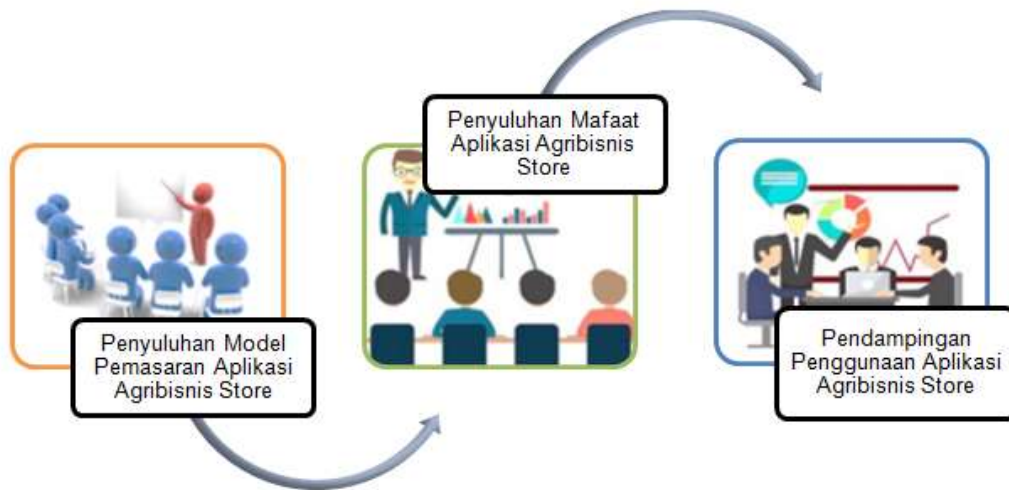 Penyuluhan Model
Pemasaran Aplikasi
Agribisnis Store
Penyuluhan Mafaat
Aplikasi Agribisnis
Store
Pendampingan
Penggunaan Aplikasi
Agribisnis Store